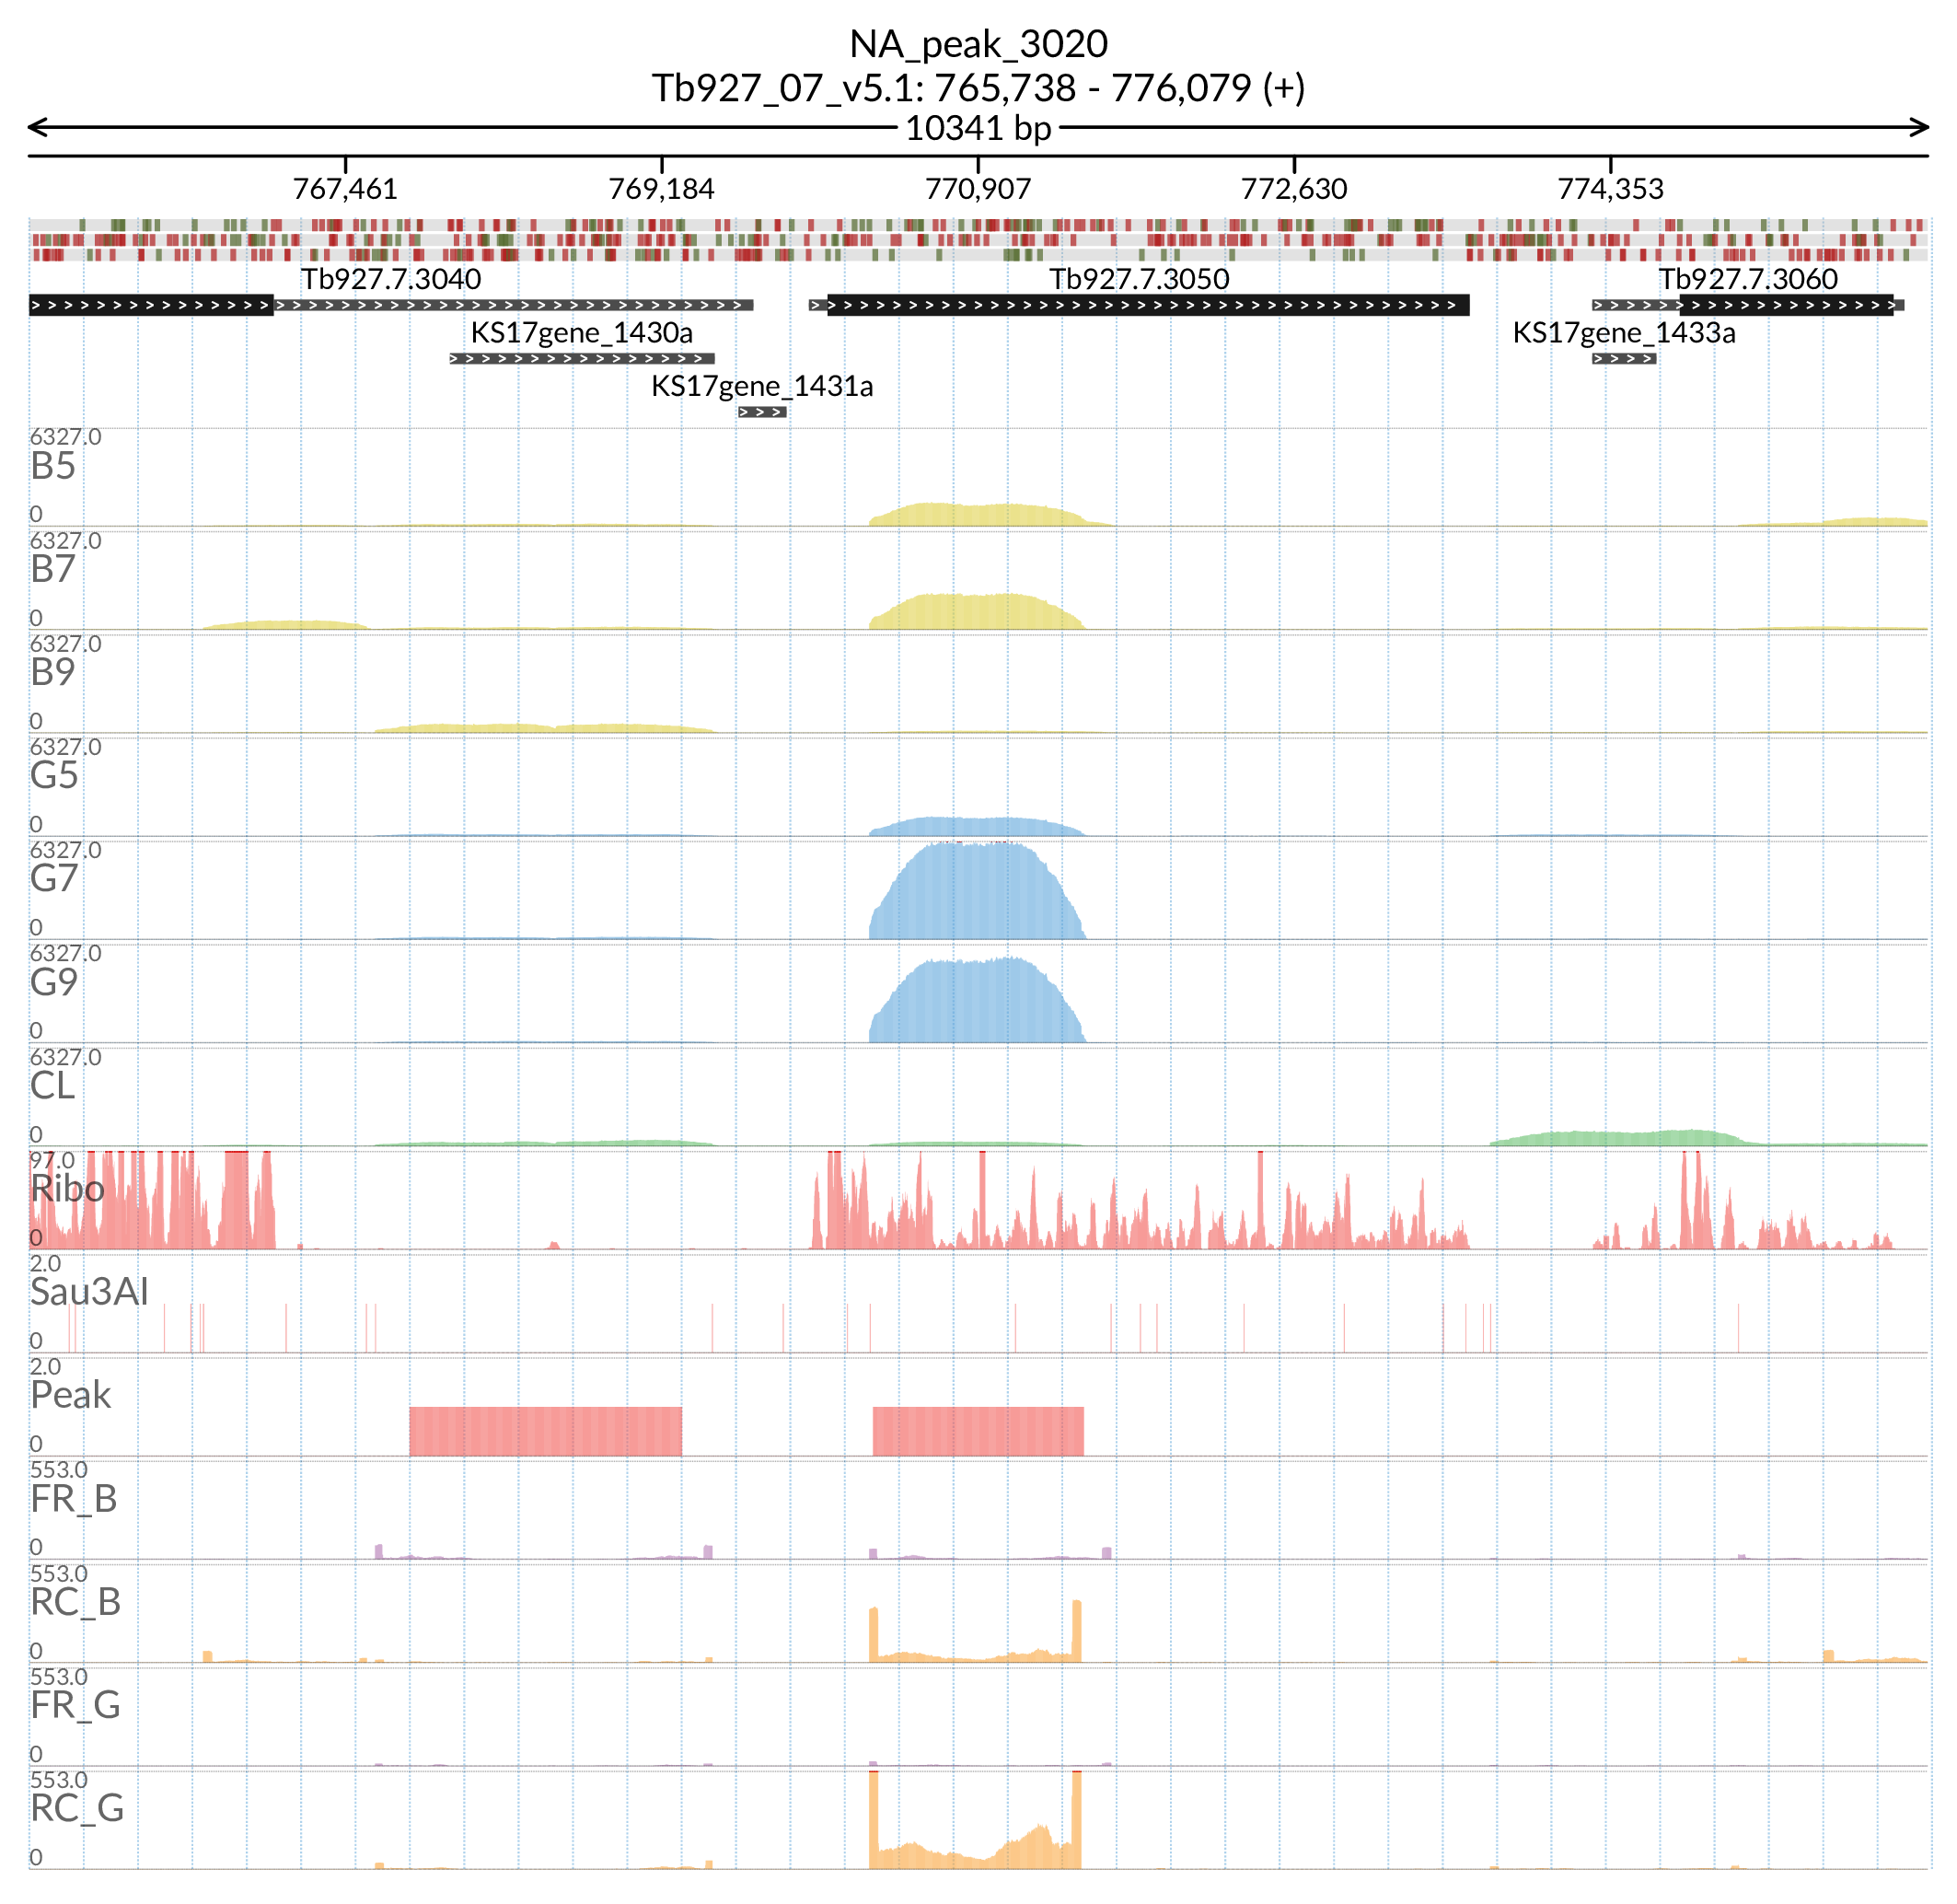 NA_peak_3020
Tb927_07_v5.1: 765,738 - 776,079 (+)
10341 bp
767,461 769,184 770,907 772,630 774,353
Tb927.7.3040 Tb927.7.3050 Tb927.7.3060
KS17gene_1430a KS17gene_1433a
KS17gene_1431a
6327.0
B5
0
6327.0
B7
0
6327.0
B9
0
6327.0
G5
0
6327.0
G7
0
6327.0
G9
0
6327.0
CL
0
97.0
Ribo
0
2.0
Sau3AI
0
2.0
Peak
0
553.0
FR_B
0
553.0
RC_B
0
553.0
FR_G
0
553.0
RC_G
0